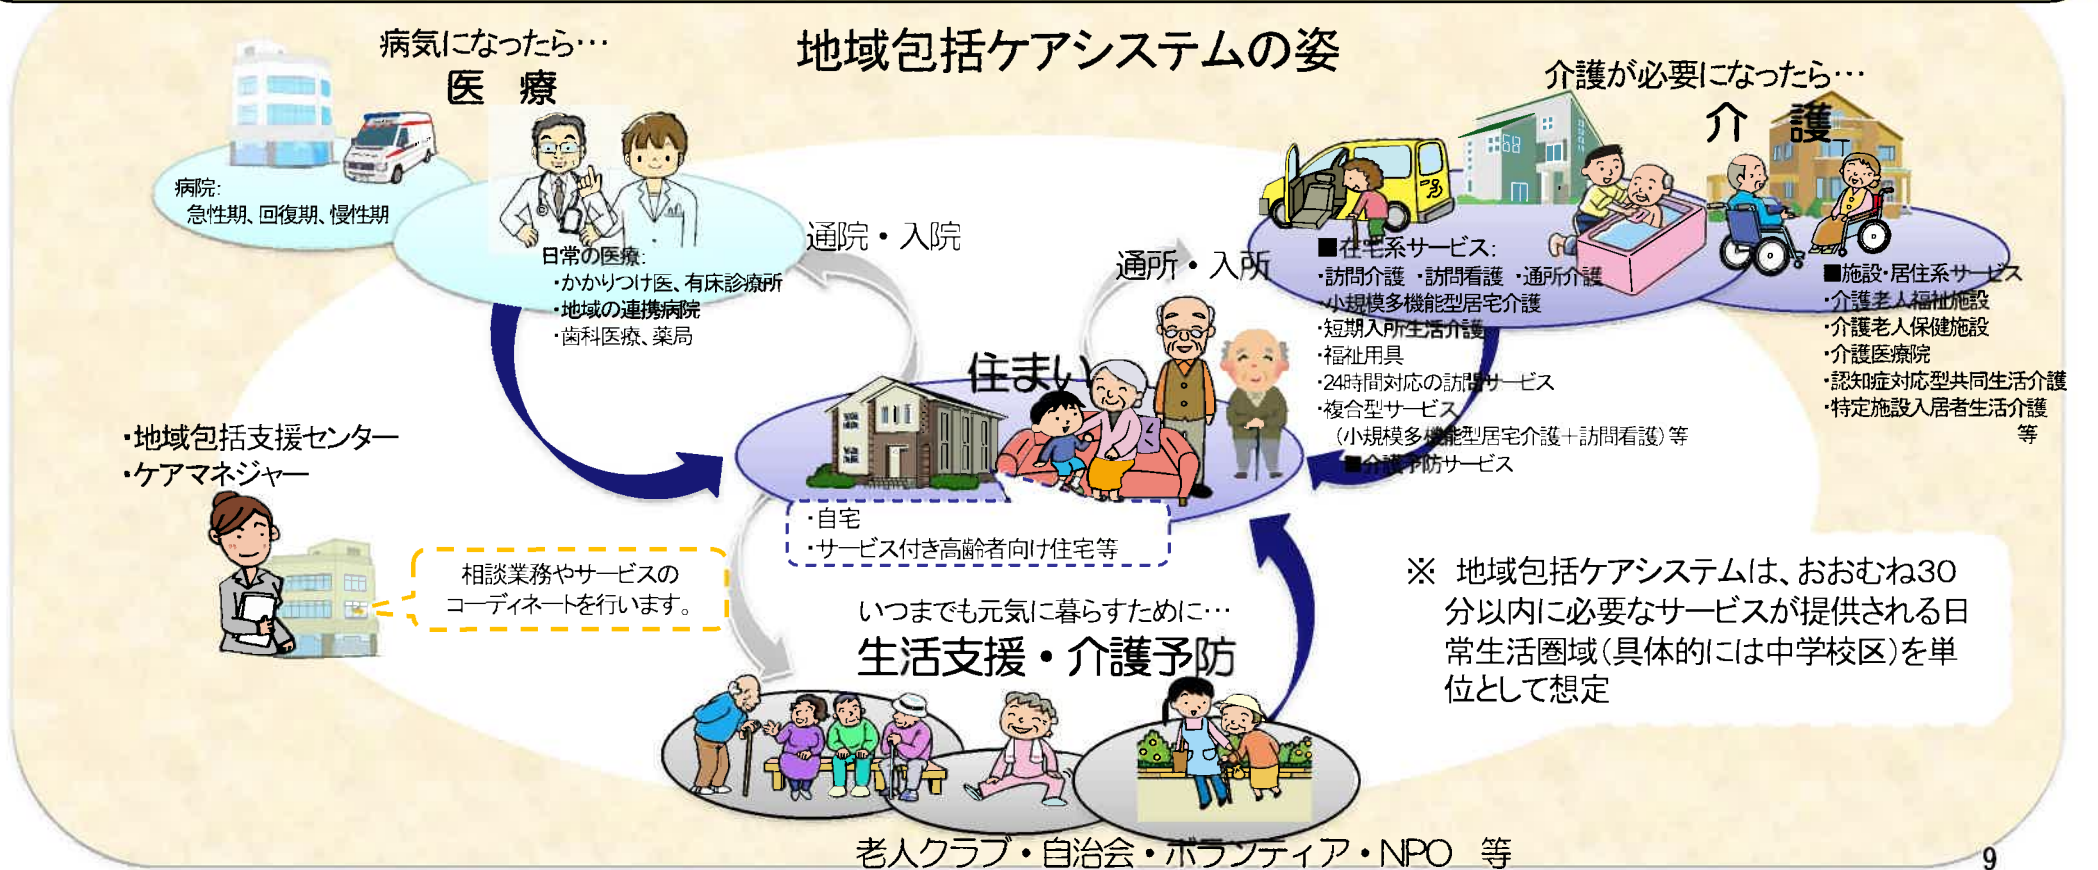 地域包括ケアシステムの姿
病気になったら…
医 療
病院:
急性期、回復期、慢性期
日常の医療:
・かかりつけ医、有床診療所
・地域の連携病院
・歯科医療、薬局
通院・入院
通所・入所
介護が必要になったら…
介 護
■在宅系サービス:
・訪問介護 ・訪問看護 ・通所介護
・小規模多機能型居宅介護
・短期入所生活介護
・福祉用具
・24時間対応の訪問サービス
・複合型サービス
(小規模多機能型居宅介護+訪問看護)等
■介護予防サービス
■施設・居住系サービス
・介護老人福祉施設
・介護老人保健施設
・介護医療院
・認知症対応型共同生活介護
・特定施設入居者生活介護
等
住まい
・自宅
・サービス付き高齢者向け住宅等
・地域包括支援センター
・ケアマネジャー
相談業務やサービスの
コーディネートを行います。
いつまでも元気に暮らすために…
生活支援・介護予防
老人クラブ・自治会・ボランティア・NPO 等
※ 地域包括ケアシステムは、おおむね30
分以内に必要なサービスが提供される日
常生活圏域(具体的には中学校区)を単
位として想定
9